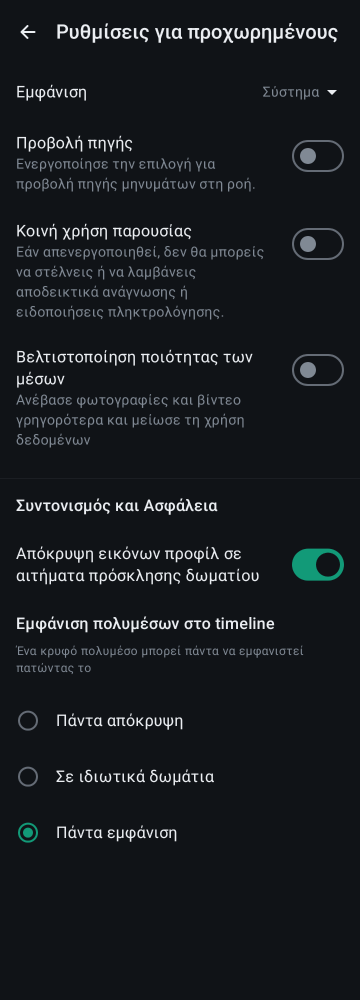 Ρυθμίσεις για προχωρημένους
Εμφάνιση
Σύστημα
Προβολή πηγής
Ενεργοποίησε την επιλογή για
προβολή πηγής μηνυμάτων στη ροή.
Κοινή χρήση παρουσίας
Εάν απενεργοποιηθεί, δεν θα μπορείς
να στέλνεις ή να λαμβάνεις
αποδεικτικά ανάγνωσης ή
ειδοποιήσεις πληκτρολόγησης.
Βελτιστοποίηση ποιότητας των
μέσων
Ανέβασε φωτογραφίες και βίντεο
γρηγορότερα και μείωσε τη χρήση
δεδομένων
Συντονισμός και Ασφάλεια
Απόκρυψη εικόνων προφίλ σε
αιτήματα πρόσκλησης δωματίου
Εμφάνιση πολυμέσων στο timeline
Ένα κρυφό πολυμέσο μπορεί πάντα να εμφανιστεί
πατώντας το
Πάντα απόκρυψη
Σε ιδιωτικά δωμάτια
Πάντα εμφάνιση